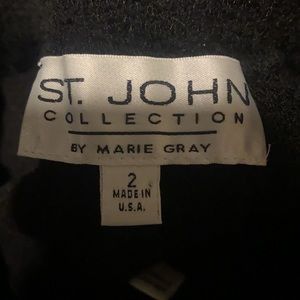 ST. JOHN
COLLECTION
BY MARIE GRAY
2
MADE IN
U.S.A.